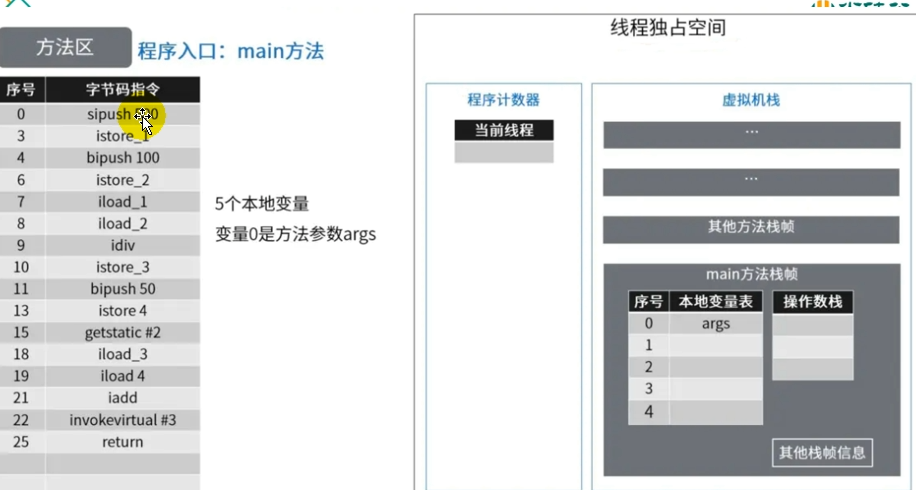 方法区
程序入口：main方法
序号 字节码指令
0 sipush
3 istore_1
4 bipush 100
6 istore_2
7 iload_1
8 iload_2
9 idiv
10 istore_3
11 bipush 50
13 istore 4
15 getstatic #2
18 iload_3
19 iload 4
21 iadd
22 invokevirtual #3
25 return
5个本地变量
变量0是方法参数args
线程独占空间
程序计数器
当前线程
虚拟机栈
...
...
其他方法栈帧
main方法栈帧
序号 本地变量表 操作数栈
0 args
1
2
3
4
其他栈帧信息